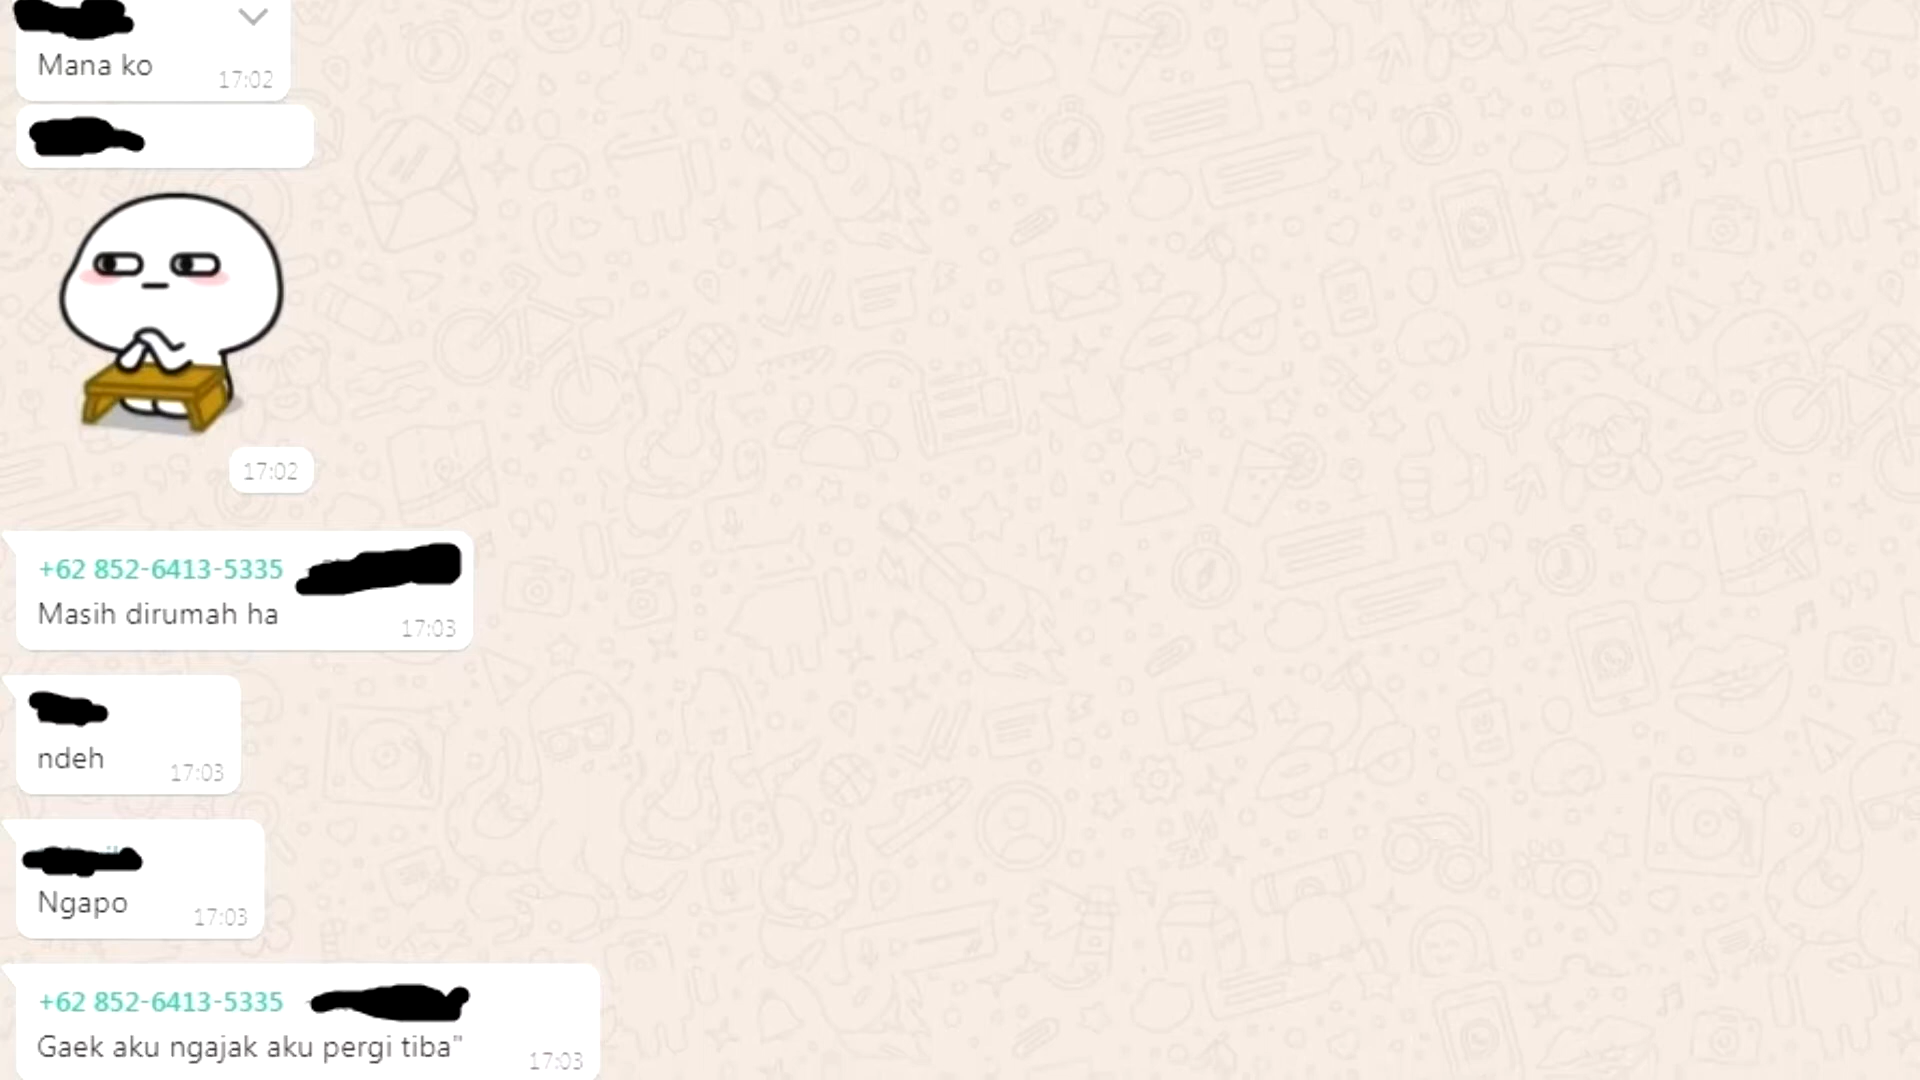 Mana ko
17:02
17:02
+62 852-6413-5335
Masih dirumah ha
17:03
ndeh
17:03
Ngapo
17:03
+62 852-6413-5335
Gaek aku ngajak aku pergi tiba"
17:03